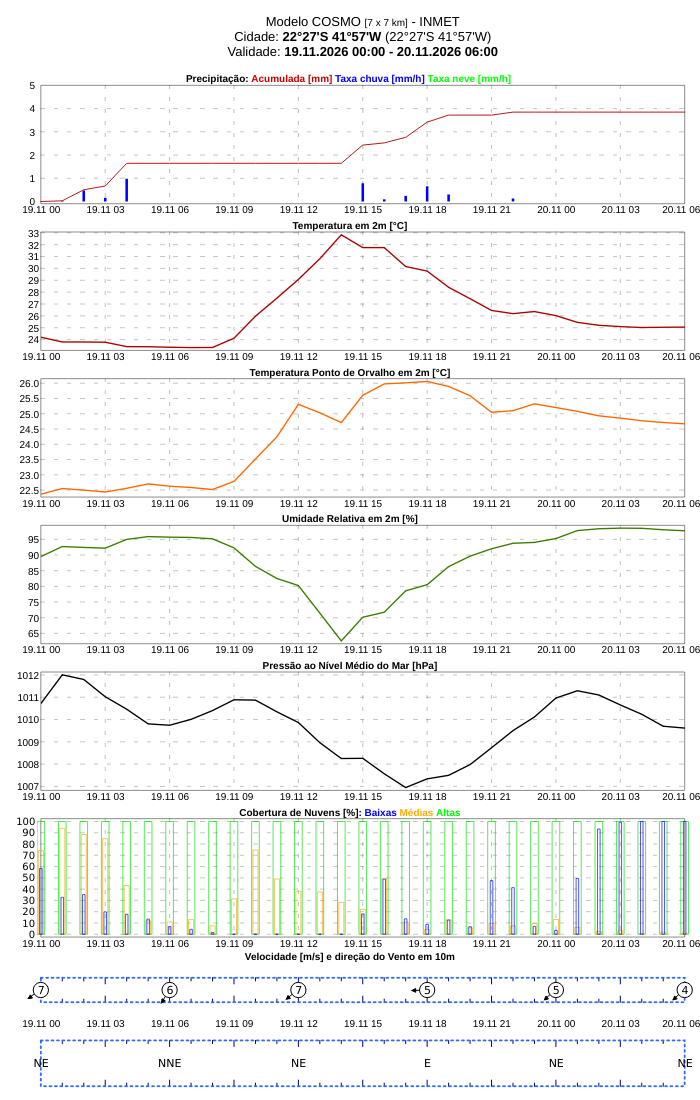 Modelo COSMO [7 x 7 km] - INMET
Cidade: 22°27'S 41°57'W (22°27'S 41°57'W)
Validade: 19.11.2026 00:00 - 20.11.2026 06:00
Precipitação: Acumulada [mm] Taxa chuva [mm/h] Taxa neve [mm/h]
5
4
3
2
1
0
19.11 00 19.11 03 19.11 06 19.11 09 19.11 12 19.11 15 19.11 18 19.11 21 20.11 00 20.11 03 20.11 06
Temperatura em 2m [°C]
33
32
31
30
29
28
27
26
25
24
19.11 00 19.11 03 19.11 06 19.11 09 19.11 12 19.11 15 19.11 18 19.11 21 20.11 00 20.11 03 20.11 06
Temperatura Ponto de Orvalho em 2m [°C]
26.0
25.5
25.0
24.5
24.0
23.5
23.0
22.5
19.11 00 19.11 03 19.11 06 19.11 09 19.11 12 19.11 15 19.11 18 19.11 21 20.11 00 20.11 03 20.11 06
Umidade Relativa em 2m [%]
95
90
85
80
75
70
65
19.11 00 19.11 03 19.11 06 19.11 09 19.11 12 19.11 15 19.11 18 19.11 21 20.11 00 20.11 03 20.11 06
Pressão ao Nível Médio do Mar [hPa]
1012
1011
1010
1009
1008
1007
19.11 00 19.11 03 19.11 06 19.11 09 19.11 12 19.11 15 19.11 18 19.11 21 20.11 00 20.11 03 20.11 06
Cobertura de Nuvens [%]: Baixas Médias Altas
100
90
80
70
60
50
40
30
20
10
0
19.11 00 19.11 03 19.11 06 19.11 09 19.11 12 19.11 15 19.11 18 19.11 21 20.11 00 20.11 03 20.11 06
Velocidade [m/s] e direção do Vento em 10m
7 6 7 5 5 4
19.11 00 19.11 03 19.11 06 19.11 09 19.11 12 19.11 15 19.11 18 19.11 21 20.11 00 20.11 03 20.11 06
NE NNE NE E NE NE